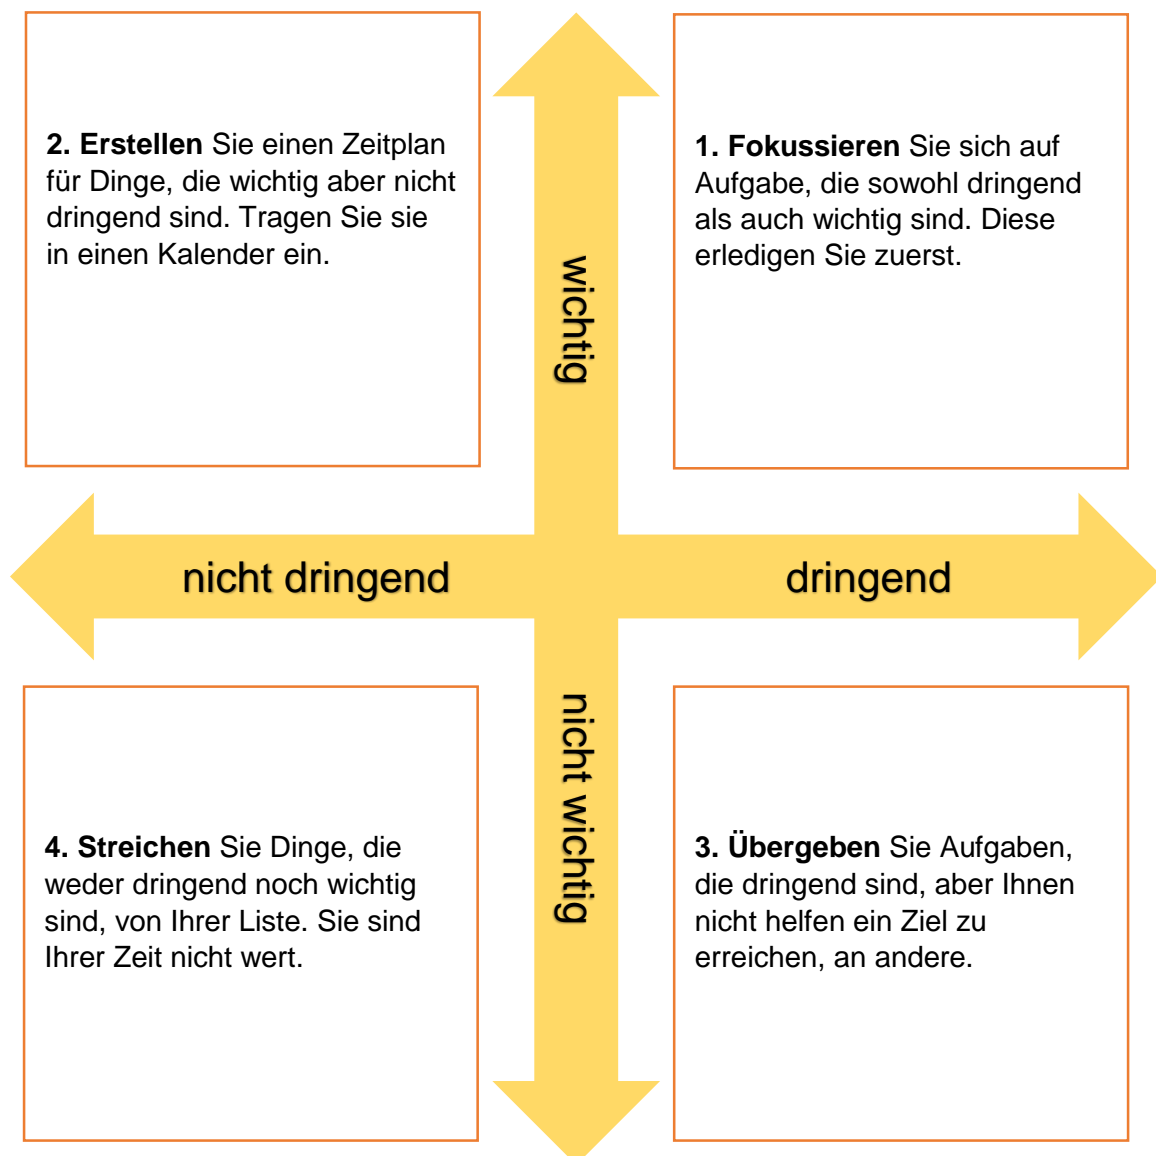 2. Erstellen Sie einen Zeitplan
für Dinge, die wichtig aber nicht
dringend sind. Tragen Sie sie
in einen Kalender ein.
1. Fokussieren Sie sich auf
Aufgabe, die sowohl dringend
als auch wichtig sind. Diese
erledigen Sie zuerst.
wichtig
nicht dringend
dringend
nicht wichtig
4. Streichen Sie Dinge, die
weder dringend noch wichtig
sind, von Ihrer Liste. Sie sind
Ihrer Zeit nicht wert.
3. Übergeben Sie Aufgaben,
die dringend sind, aber Ihnen
nicht helfen ein Ziel zu
erreichen, an andere.